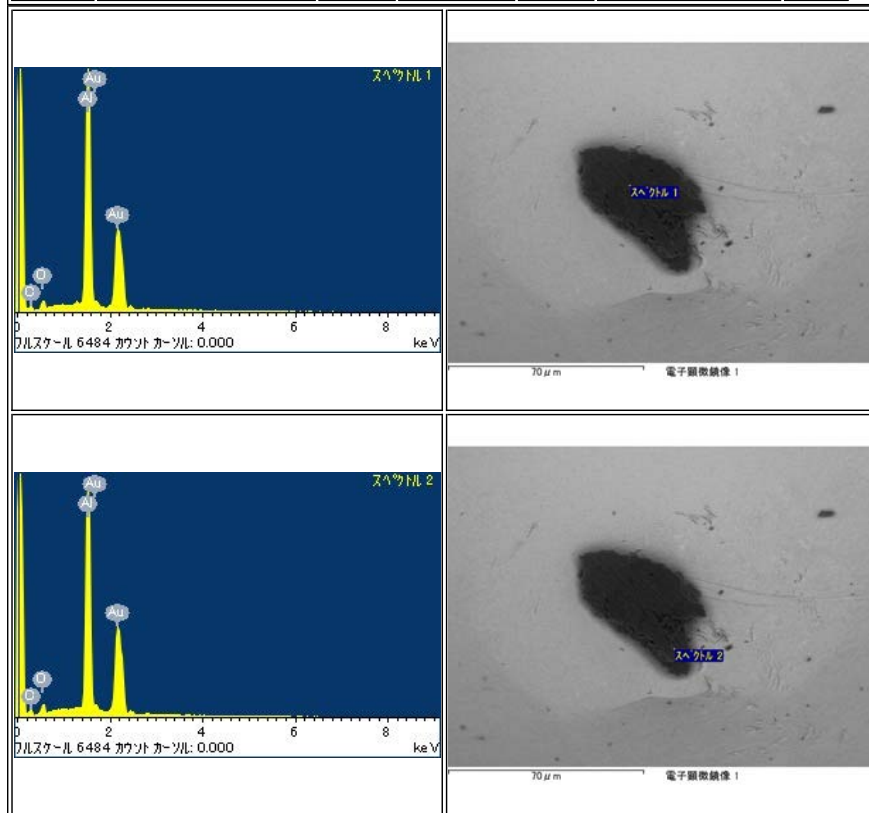 スペクトル 1
Au
Al
Au
O
C
0 2 4 6 8
フルスケール 6484 カウント カーソル: 0.000 keV
スペクトル 1
70μm 電子顕微鏡像 1
スペクトル 2
Au
Al
Au
O
C
0 2 4 6 8
フルスケール 6484 カウント カーソル: 0.000 keV
スペクトル 2
70μm 電子顕微鏡像 1